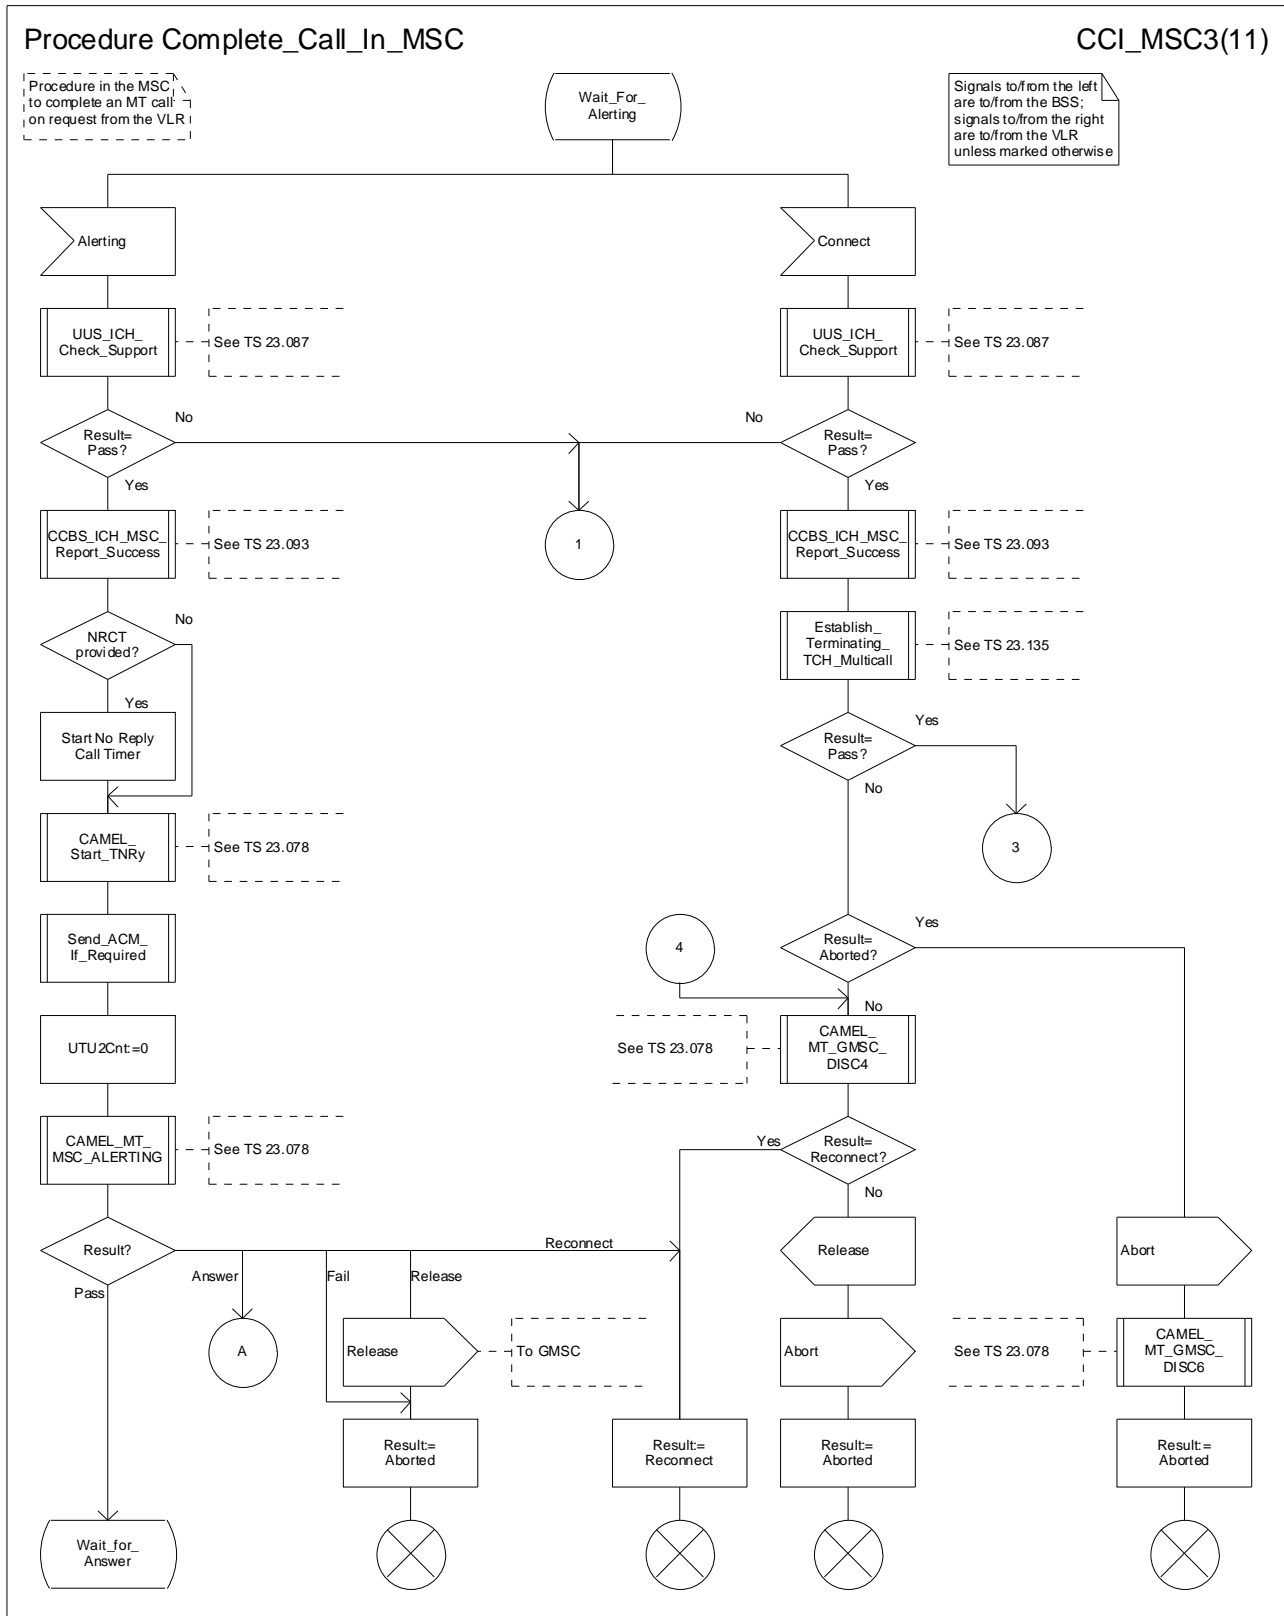 Procedure Complete_Call_In_MSC
CCI_MSC3(11)
Procedure in the MSC
to complete an MT call
on request from the VLR
Wait_For_
Alerting
Signals to/from the left
are to/from the BSS;
signals to/from the right
are to/from the VLR
unless marked otherwise
Alerting
Connect
UUS_ICH_
Check_Support
See TS 23.087
UUS_ICH_
Check_Support
See TS 23.087
Result=
Pass?
No
Yes
No
Result=
Pass?
Yes
1
CCBS_ICH_MSC_
Report_Success
See TS 23.093
CCBS_ICH_MSC_
Report_Success
See TS 23.093
NRCT
provided?
No
Yes
Establish_
Terminating_
TCH_Multicall
See TS 23.135
Start No Reply
Call Timer
Result=
Pass?
Yes
No
3
CAMEL_
Start_TNRy
See TS 23.078
Send_ACM_
If_Required
4
Result=
Aborted?
Yes
No
UTU2Cnt:=0
See TS 23.078
CAMEL_
MT_GMSC_
DISC4
CAMEL_MT_
MSC_ALERTING
See TS 23.078
Yes
Result=
Reconnect?
No
Result?
Pass
Answer
Fail
Release
Reconnect
Release
Abort
A
Release
To GMSC
Abort
See TS 23.078
CAMEL_
MT_GMSC_
DISC6
Result:=
Aborted
Result:=
Reconnect
Result:=
Aborted
Result:=
Aborted
Wait_for_
Answer